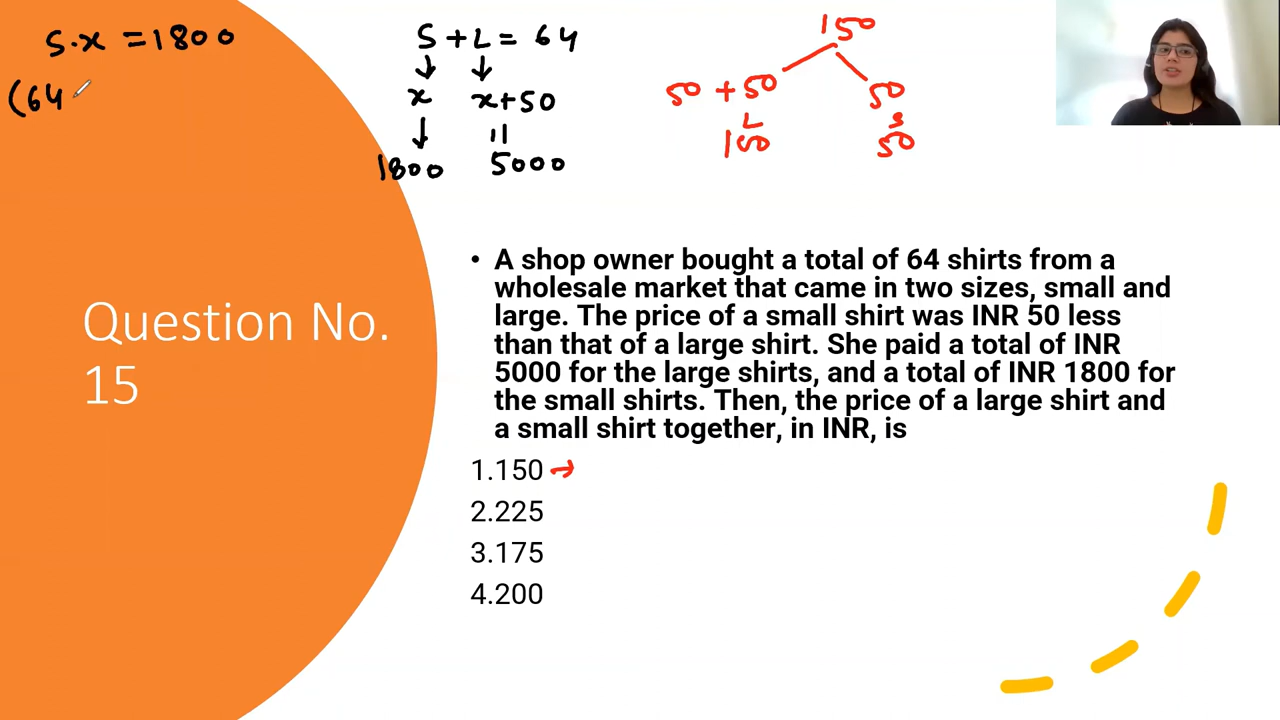 S.x = 1800
(64
S + L = 64
x x+50
1800 5000
150
50 + 50 50
L s
100 50
Question No.
15
• A shop owner bought a total of 64 shirts from a
wholesale market that came in two sizes, small and
large. The price of a small shirt was INR 50 less
than that of a large shirt. She paid a total of INR
5000 for the large shirts, and a total of INR 1800 for
the small shirts. Then, the price of a large shirt and
a small shirt together, in INR, is
1.150
2.225
3.175
4.200